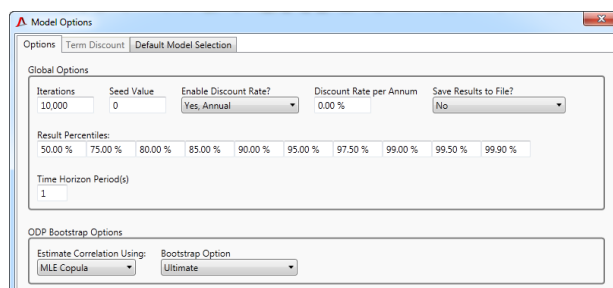 Model Options
Options Term Discount Default Model Selection
Global Options
Iterations Seed Value Enable Discount Rate? Discount Rate per Annum Save Results to File?
10,000 0 Yes, Annual 0.00 % No
Result Percentiles:
50.00 % 75.00 % 80.00 % 85.00 % 90.00 % 95.00 % 97.50 % 99.00 % 99.50 % 99.90 %
Time Horizon Period(s)
1
ODP Bootstrap Options
Estimate Correlation Using: Bootstrap Option
MLE Copula Ultimate